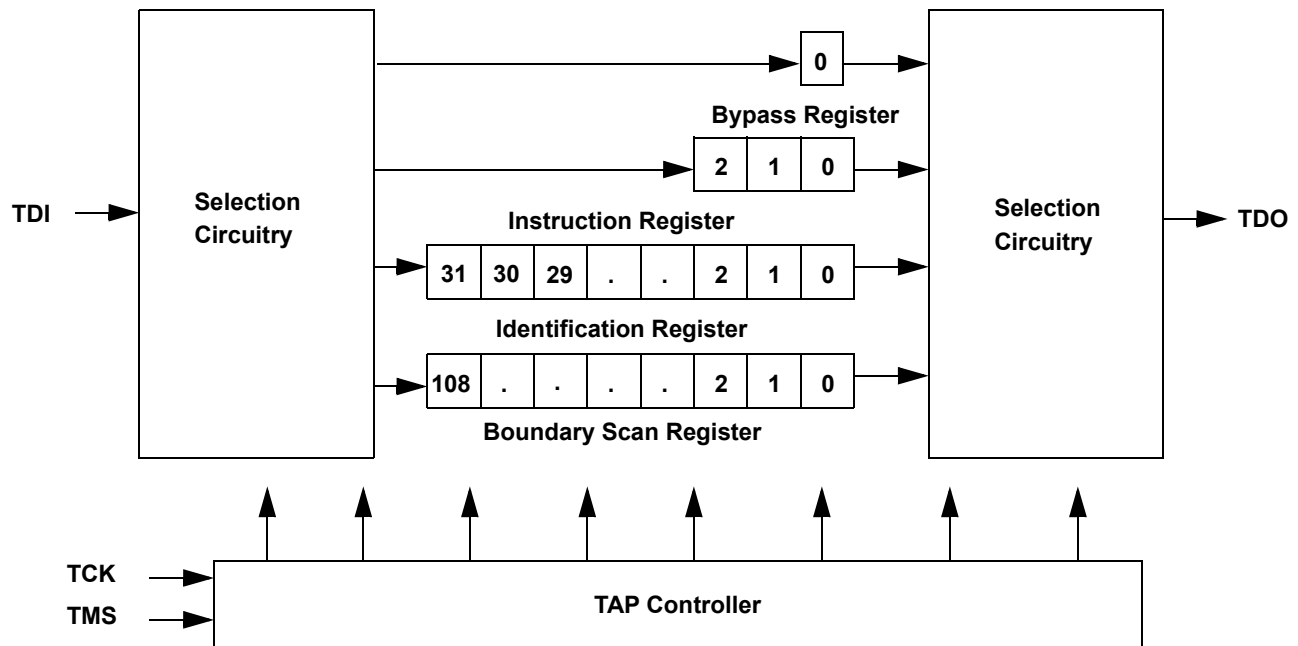 0
Bypass Register
2 1 0
TDI
Selection
Circuitry
Instruction Register
31 30 29 . . 2 1 0
Identification Register
108 . . . . 2 1 0
Boundary Scan Register
Selection
Circuitry
TDO
TCK
TMS
TAP Controller